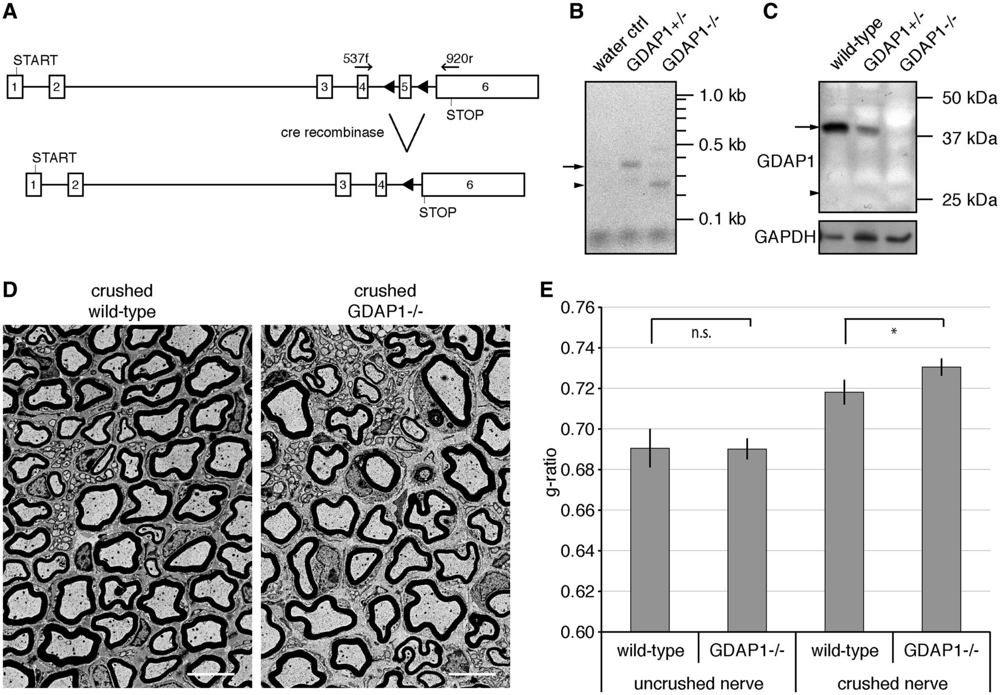 A
START
537f
920r
1
2
3
4
5
6
STOP
cre recombinase
START
1
2
3
4
6
STOP
B
water ctrl
GDAP1+/-
GDAP1-/-
1.0 kb
0.5 kb
0.1 kb
C
wild-type
GDAP1+/-
GDAP1-/-
50 kDa
37 kDa
GDAP1
25 kDa
GAPDH
D
crushed
wild-type
crushed
GDAP1-/-
E
0.76
0.74
0.72
0.70
0.68
0.66
0.64
0.62
0.60
g-ratio
n.s.
*
wild-type
GDAP1-/-
wild-type
GDAP1-/-
uncrushed nerve
crushed nerve